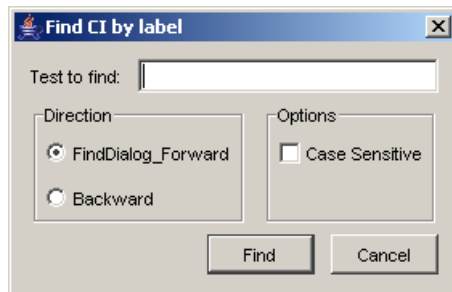 Find CI by label
Test to find:
Direction
FindDialog_Forward
Backward
Options
Case Sensitive
Find
Cancel